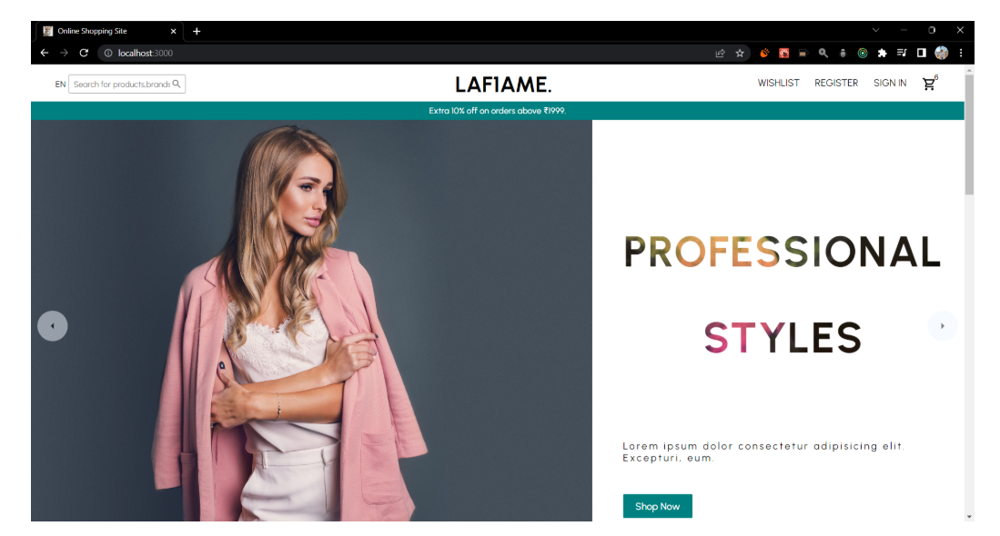 Online Shopping Site
localhost:3000
EN
Search for products,brands
LAF1AME.
WISHLIST
REGISTER
SIGN IN
6
Extra 10% off on orders above ₹1999.
PROFESSIONAL
STYLES
Lorem ipsum dolor consectetur adipisicing elit.
Excepturi, eum.
Shop Now